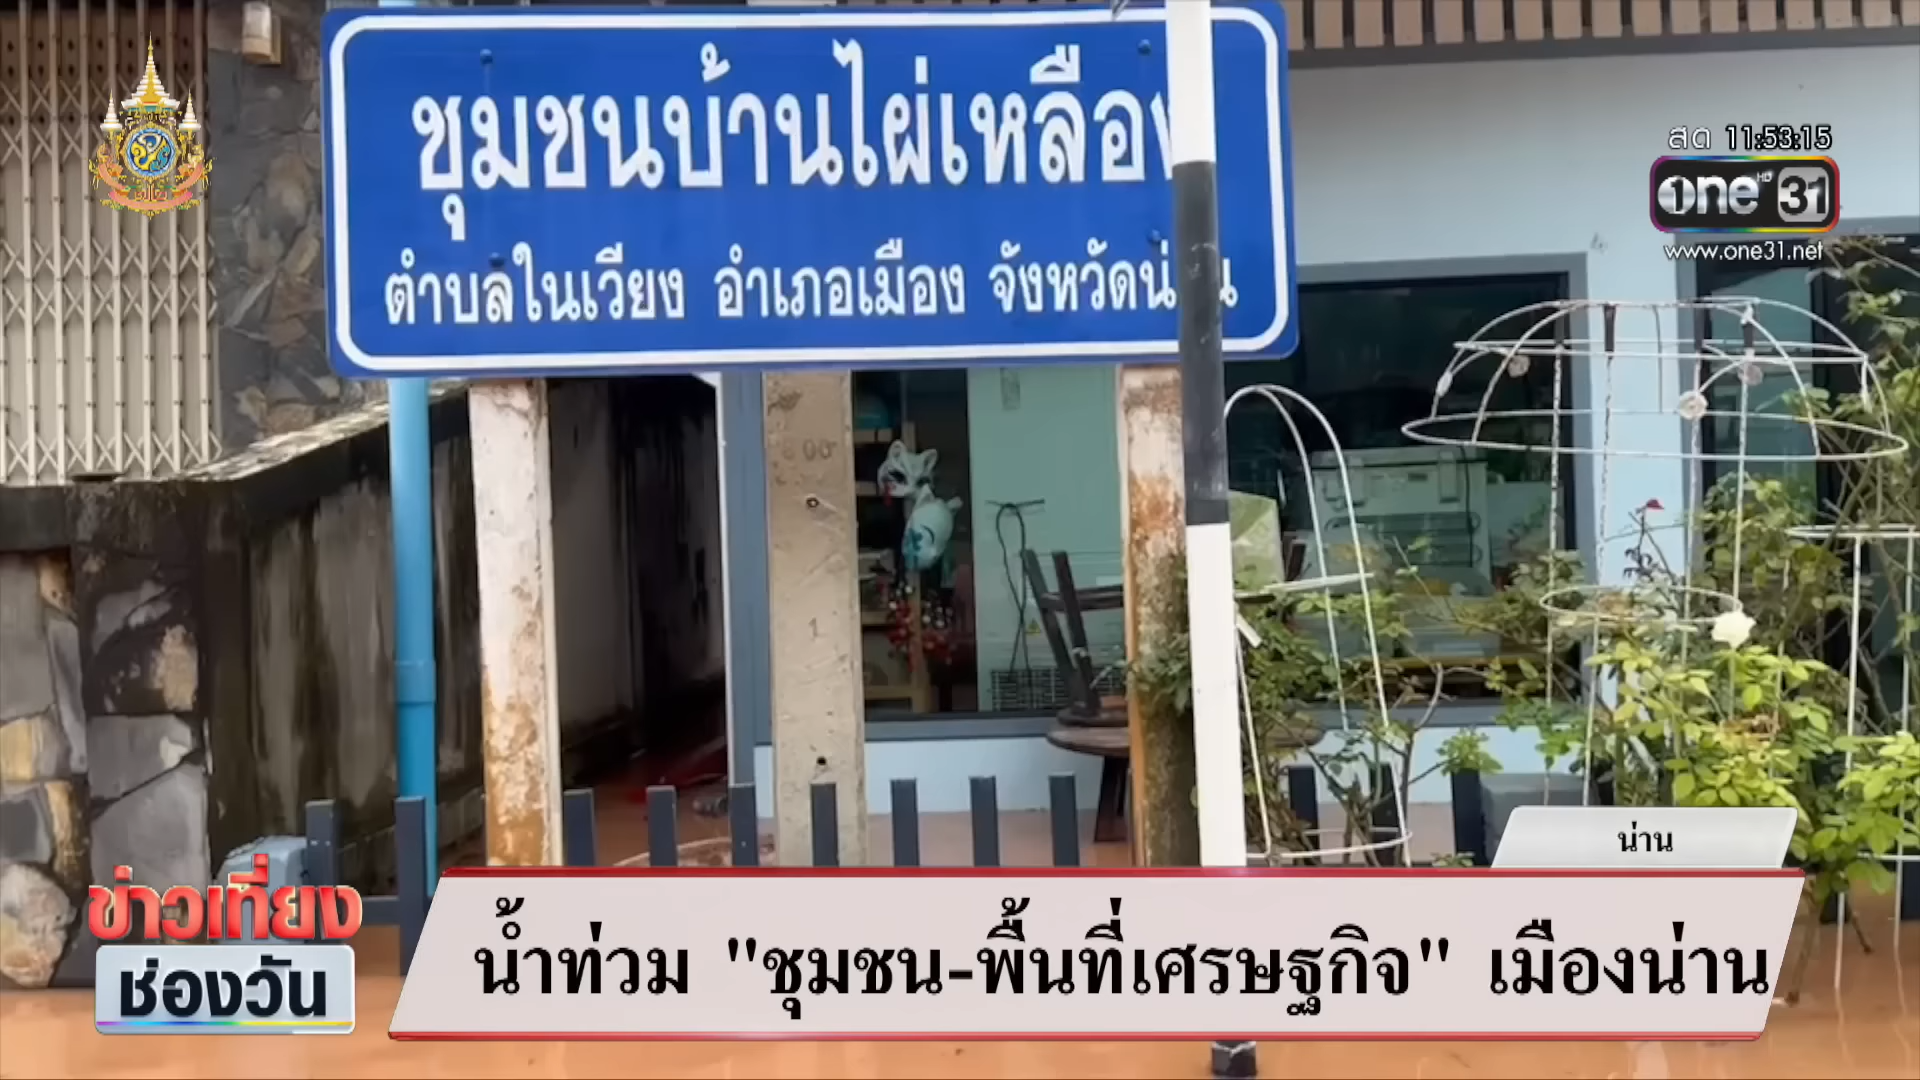 ชุมชนบ้านไผ่เหลือง
ตำบลในเวียง อำเภอเมือง จังหวัดน่าน
สด 11:53:15
one HD 31
www.one31.net
น่าน
น้ำท่วม "ชุมชน-พื้นที่เศรษฐกิจ" เมืองน่าน
ข่าวเที่ยง
ช่องวัน